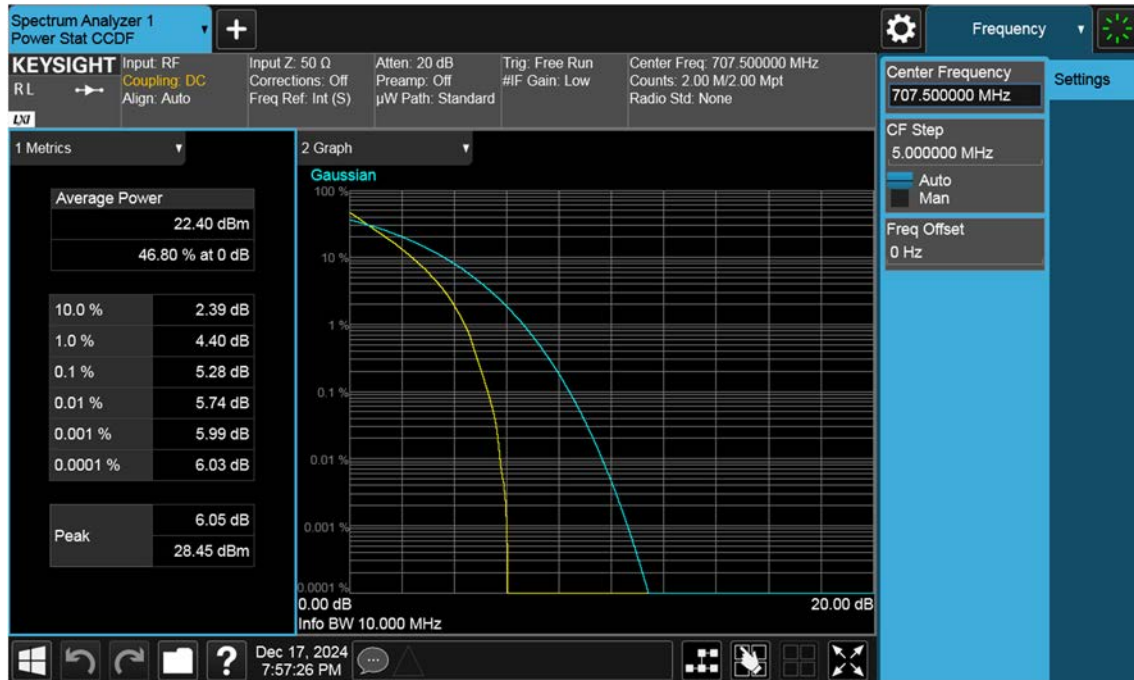 Spectrum Analyzer 1
Power Stat CCDF
+
Frequency
KEYSIGHT
RL
LXI
Input: RF
Coupling: DC
Align: Auto
Input Z: 50 Ω
Corrections: Off
Freq Ref: Int (S)
Atten: 20 dB
Preamp: Off
µW Path: Standard
Trig: Free Run
#IF Gain: Low
Center Freq: 707.500000 MHz
Counts: 2.00 M/2.00 Mpt
Radio Std: None
Center Frequency
707.500000 MHz
Settings
CF Step
5.000000 MHz
Auto
Man
Freq Offset
0 Hz
1 Metrics
Average Power
22.40 dBm
46.80 % at 0 dB
10.0 % 2.39 dB
1.0 % 4.40 dB
0.1 % 5.28 dB
0.01 % 5.74 dB
0.001 % 5.99 dB
0.0001 % 6.03 dB
Peak
6.05 dB
28.45 dBm
2 Graph
Gaussian
100 %
10 %
1 %
0.1 %
0.01 %
0.001 %
0.0001 %
0.00 dB 20.00 dB
Info BW 10.000 MHz
?
Dec 17, 2024
7:57:26 PM